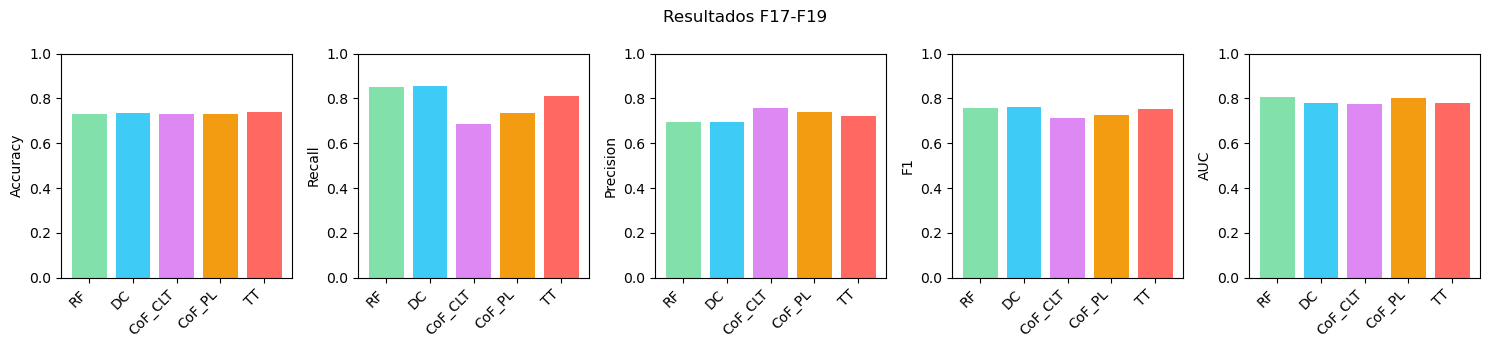 Resultados F17-F19
Accuracy
1.0
0.8
0.6
0.4
0.2
0.0
RF
DC
CoF_CLT
CoF_PL
TT
Recall
1.0
0.8
0.6
0.4
0.2
0.0
RF
DC
CoF_CLT
CoF_PL
TT
Precision
1.0
0.8
0.6
0.4
0.2
0.0
RF
DC
CoF_CLT
CoF_PL
TT
F1
1.0
0.8
0.6
0.4
0.2
0.0
RF
DC
CoF_CLT
CoF_PL
TT
AUC
1.0
0.8
0.6
0.4
0.2
0.0
RF
DC
CoF_CLT
CoF_PL
TT